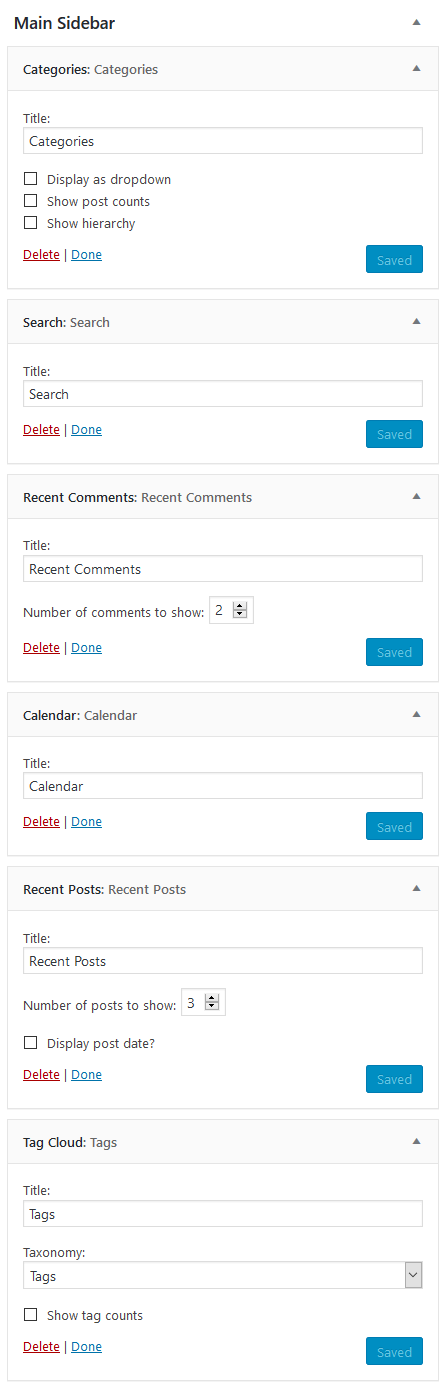 Main Sidebar
Categories: Categories
Title:
Categories
Display as dropdown
Show post counts
Show hierarchy
Delete | Done
Saved
Search: Search
Title:
Search
Delete | Done
Saved
Recent Comments: Recent Comments
Title:
Recent Comments
Number of comments to show: 2
Delete | Done
Saved
Calendar: Calendar
Title:
Calendar
Delete | Done
Saved
Recent Posts: Recent Posts
Title:
Recent Posts
Number of posts to show: 3
Display post date?
Delete | Done
Saved
Tag Cloud: Tags
Title:
Tags
Taxonomy:
Tags
Show tag counts
Delete | Done
Saved